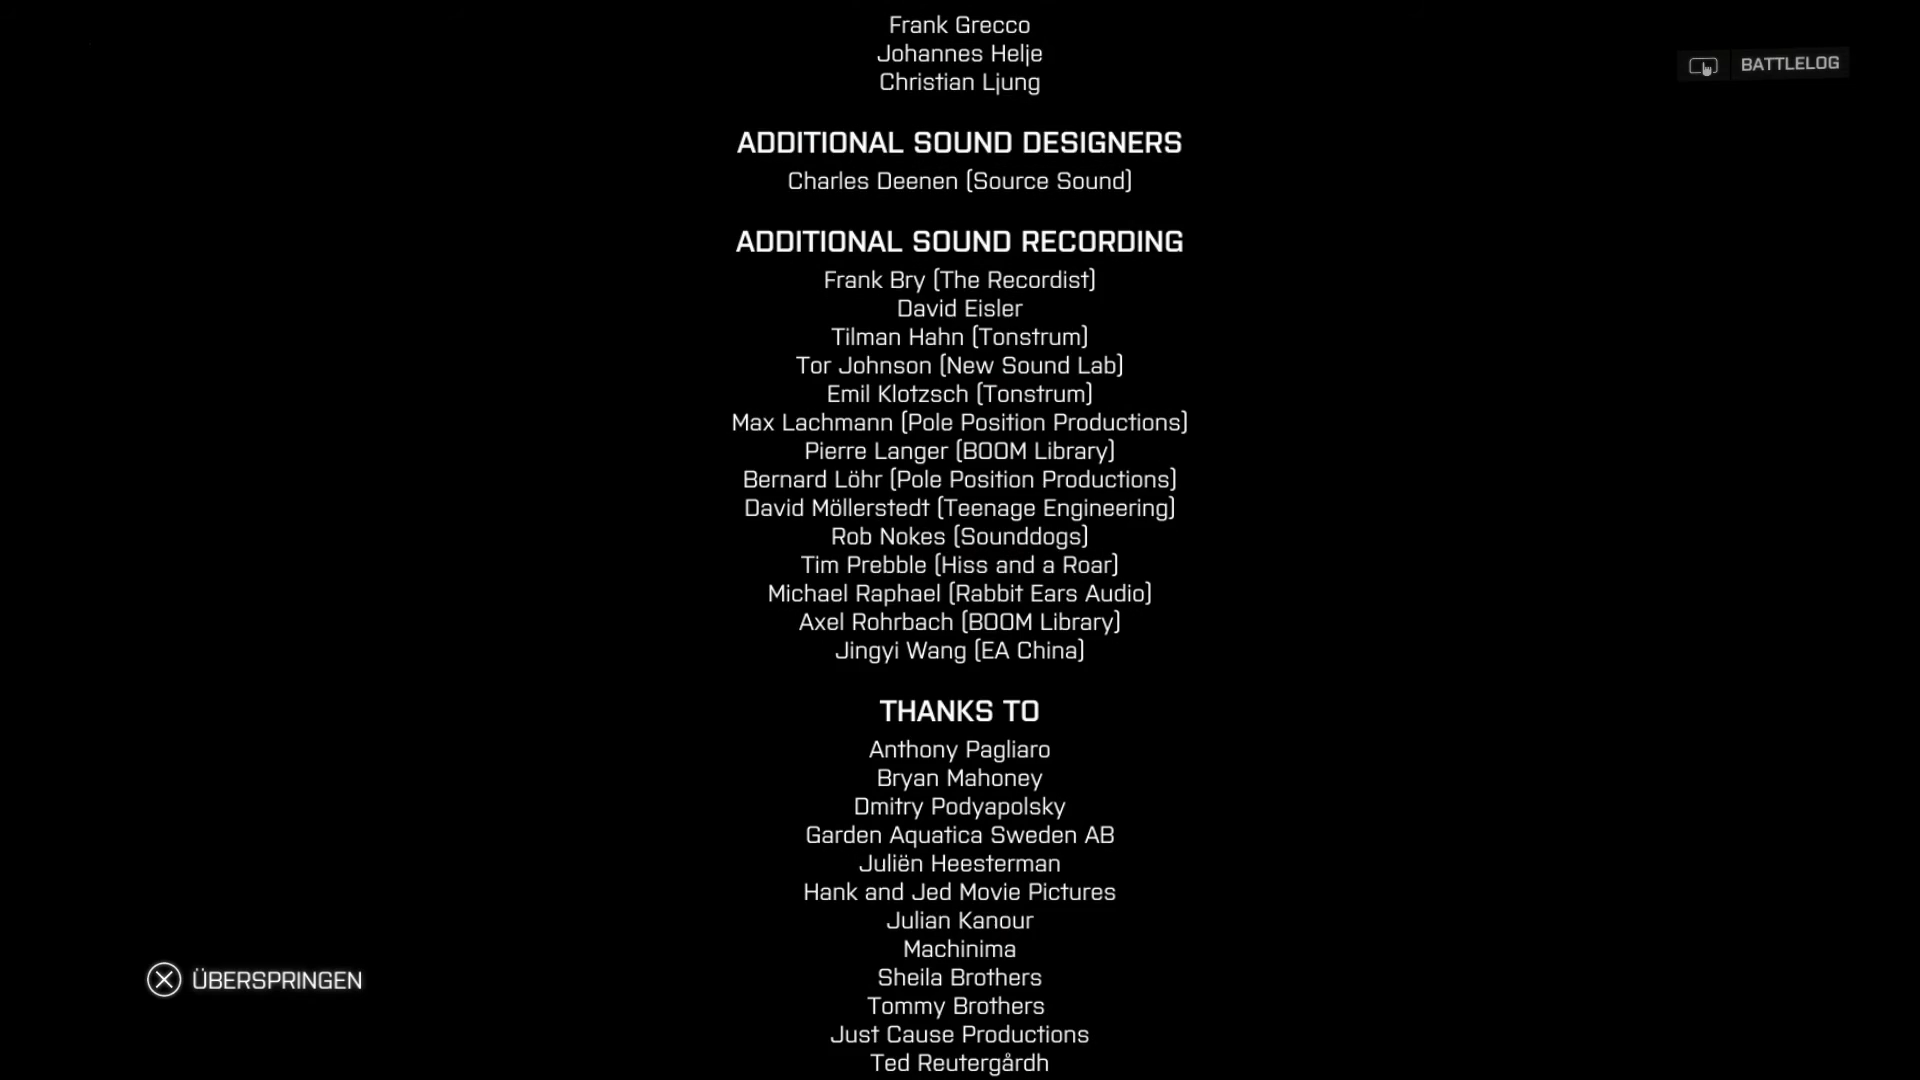 Frank Grecco
Johannes Helje
Christian Ljung
BATTLELOG
ADDITIONAL SOUND DESIGNERS
Charles Deenen (Source Sound)
ADDITIONAL SOUND RECORDING
Frank Bry (The Recordist)
David Eisler
Tilman Hahn (Tonstrum)
Tor Johnson (New Sound Lab)
Emil Klotzsch (Tonstrum)
Max Lachmann (Pole Position Productions)
Pierre Langer (BOOM Library)
Bernard Löhr (Pole Position Productions)
David Möllerstedt (Teenage Engineering)
Rob Nokes (Sounddogs)
Tim Prebble (Hiss and a Roar)
Michael Raphael (Rabbit Ears Audio)
Axel Rohrbach (BOOM Library)
Jingyi Wang (EA China)
THANKS TO
Anthony Pagliaro
Bryan Mahoney
Dmitry Podyapolsky
Garden Aquatica Sweden AB
Juliën Heesterman
Hank and Jed Movie Pictures
Julian Kanour
Machinima
Sheila Brothers
Tommy Brothers
Just Cause Productions
Ted Reutergårdh
ÜBERSPRINGEN